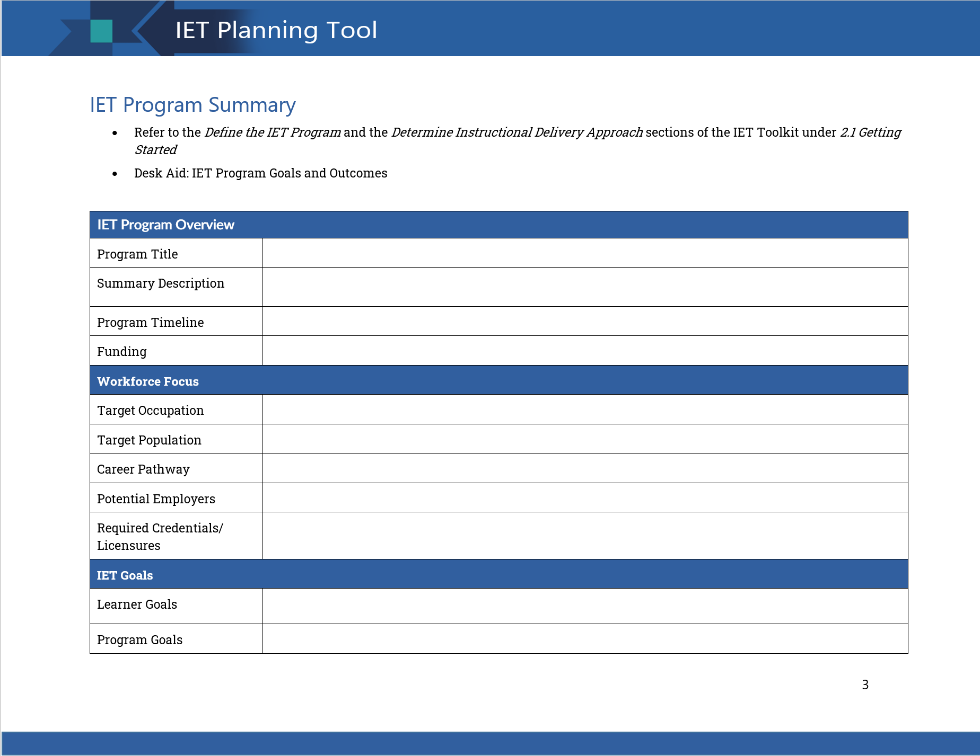 IET Planning Tool
IET Program Summary
• Refer to the Define the IET Program and the Determine Instructional Delivery Approach sections of the IET Toolkit under 2.1 Getting
Started
• Desk Aid: IET Program Goals and Outcomes
IET Program Overview
Program Title
Summary Description
Program Timeline
Funding
Workforce Focus
Target Occupation
Target Population
Career Pathway
Potential Employers
Required Credentials/
Licensures
IET Goals
Learner Goals
Program Goals
3